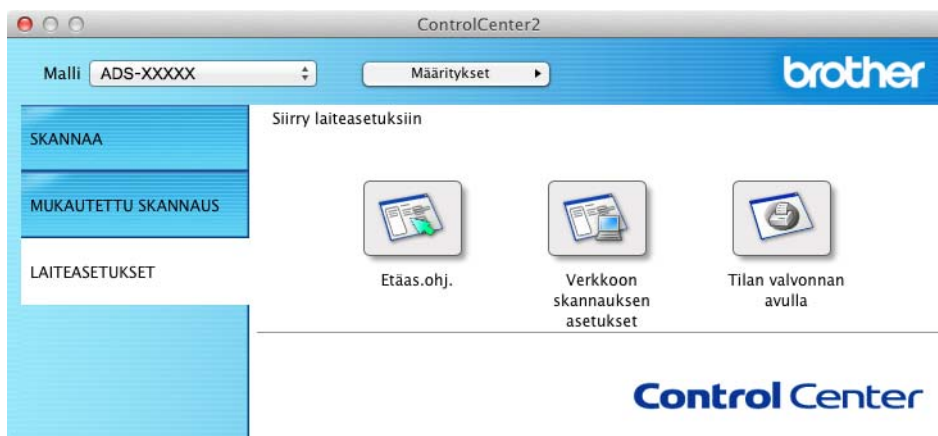 ControlCenter2
Malli ADS-XXXXX Määritykset brother
SKANNAA
MUKAUTETTU SKANNAUS
LAITEASETUKSET
Siirry laiteasetuksiin
Etäas.ohj.
Verkkoon
skannauksen
asetukset
Tilan valvonnan
avulla
Control Center